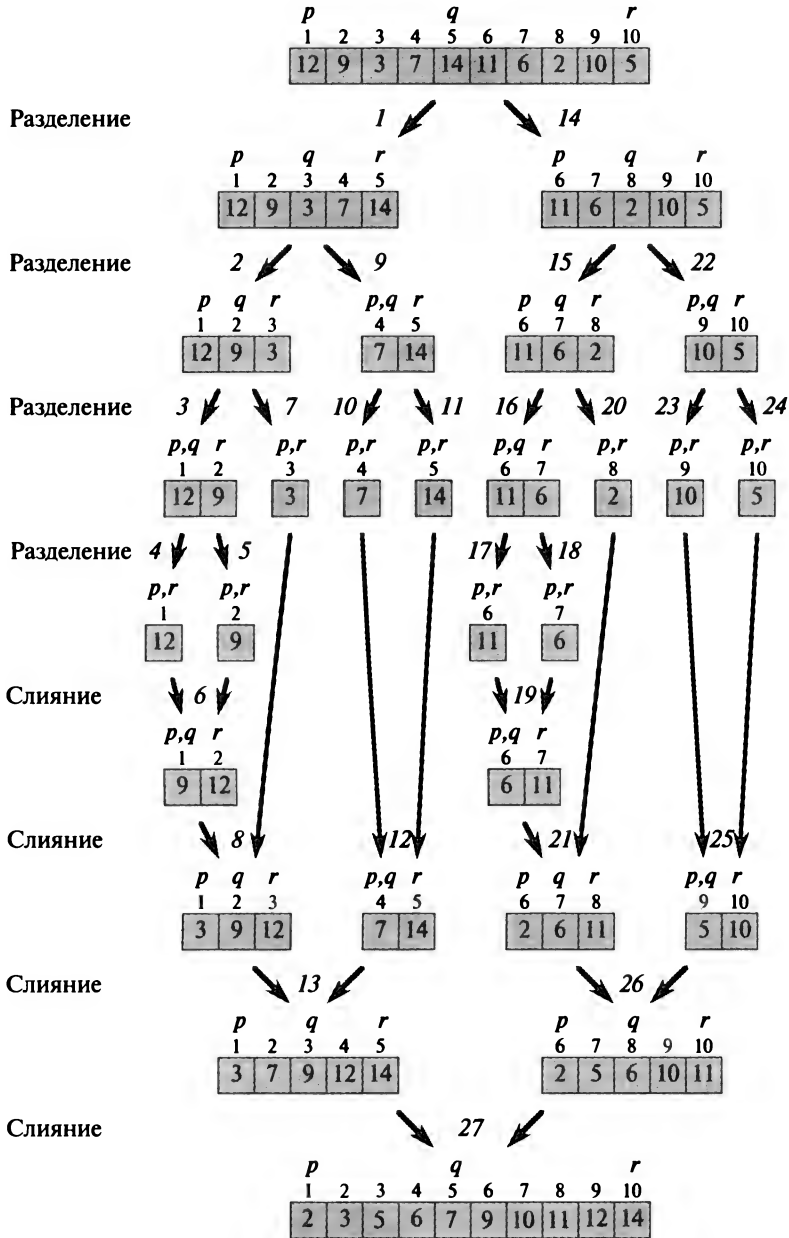 p q r
1 2 3 4 5 6 7 8 9 10
12 9 3 7 14 11 6 2 10 5
Разделение 1 14
p q r p q r
1 2 3 4 5 6 7 8 9 10
12 9 3 7 14 11 6 2 10 5
Разделение 2 9 15 22
p q r p,q r p q r p,q r
1 2 3 4 5 6 7 8 9 10
12 9 3 7 14 11 6 2 10 5
Разделение 3 7 10 11 16 20 23 24
p,q r p,r p,r p,r p,q r p,r p,r p,r
1 2 3 4 5 6 7 8 9 10
12 9 3 7 14 11 6 2 10 5
Разделение 4 5 17 18
p,r p,r p,r p,r
1 2 6 7
12 9 11 6
Слияние 6 19
p,q r p,q r
1 2 6 7
9 12 6 11
Слияние 8 12 21 25
p q r p,q r p q r p,q r
1 2 3 4 5 6 7 8 9 10
3 9 12 7 14 2 6 11 5 10
Слияние 13 26
p q r p q r
1 2 3 4 5 6 7 8 9 10
3 7 9 12 14 2 5 6 10 11
Слияние 27
p q r
1 2 3 4 5 6 7 8 9 10
2 3 5 6 7 9 10 11 12 14